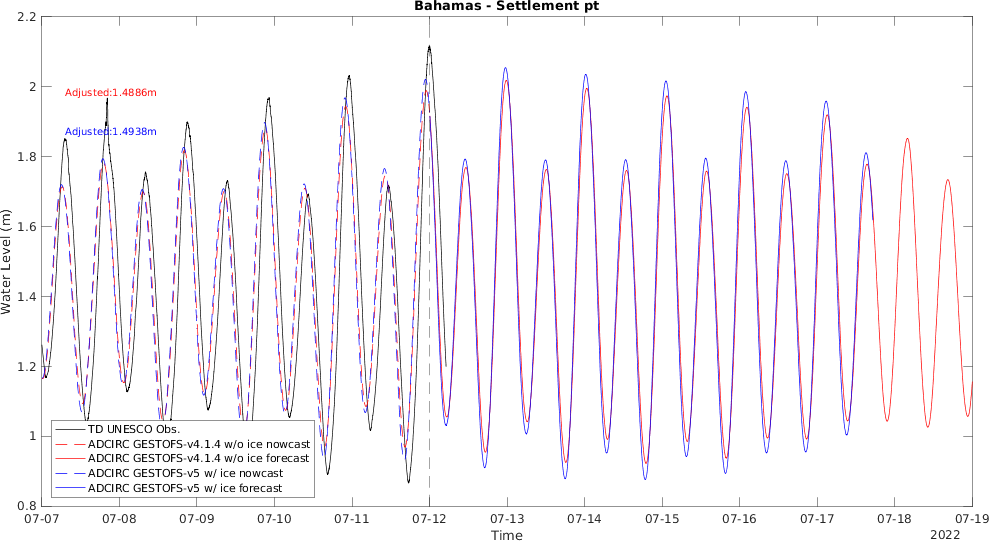 Bahamas - Settlement pt
2.2
2
1.8
1.6
1.4
1.2
1
0.8
Water Level (m)
Adjusted:1.4886m
Adjusted:1.4938m
TD UNESCO Obs.
ADCIRC GESTOFS-v4.1.4 w/o ice nowcast
ADCIRC GESTOFS-v4.1.4 w/o ice forecast
ADCIRC GESTOFS-v5 w/ ice nowcast
ADCIRC GESTOFS-v5 w/ ice forecast
07-07 07-08 07-09 07-10 07-11 07-12 07-13 07-14 07-15 07-16 07-17 07-18 07-19
Time
2022